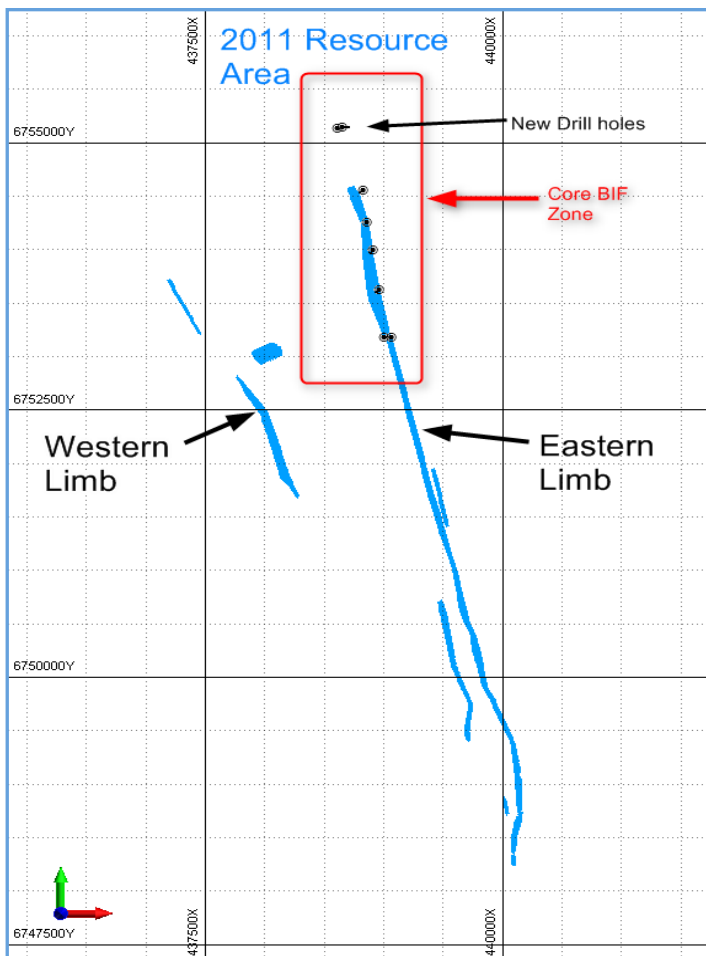 437500X
440000X
2011 Resource
Area
New Drill holes
6755000Y
Core BIF
Zone
6752500Y
Western
Limb
Eastern
Limb
6750000Y
437500X
440000X
6747500Y